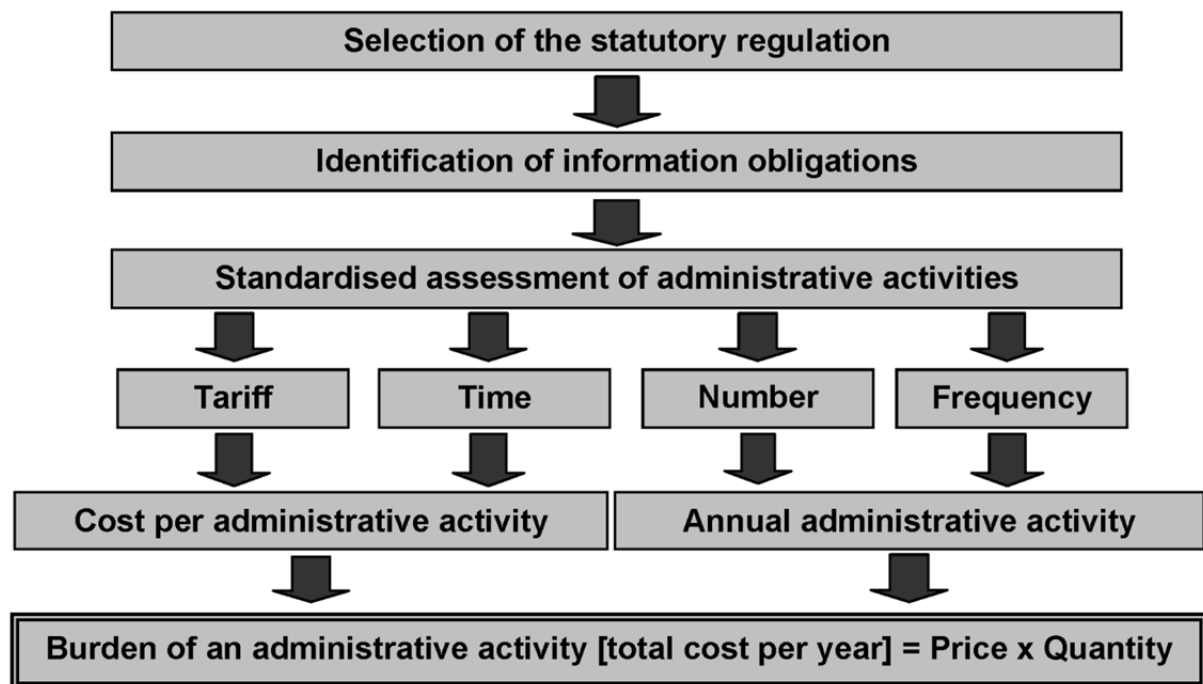 Selection of the statutory regulation
Identification of information obligations
Standardised assessment of administrative activities
Tariff
Time
Number
Frequency
Cost per administrative activity
Annual administrative activity
Burden of an administrative activity [total cost per year] = Price x Quantity